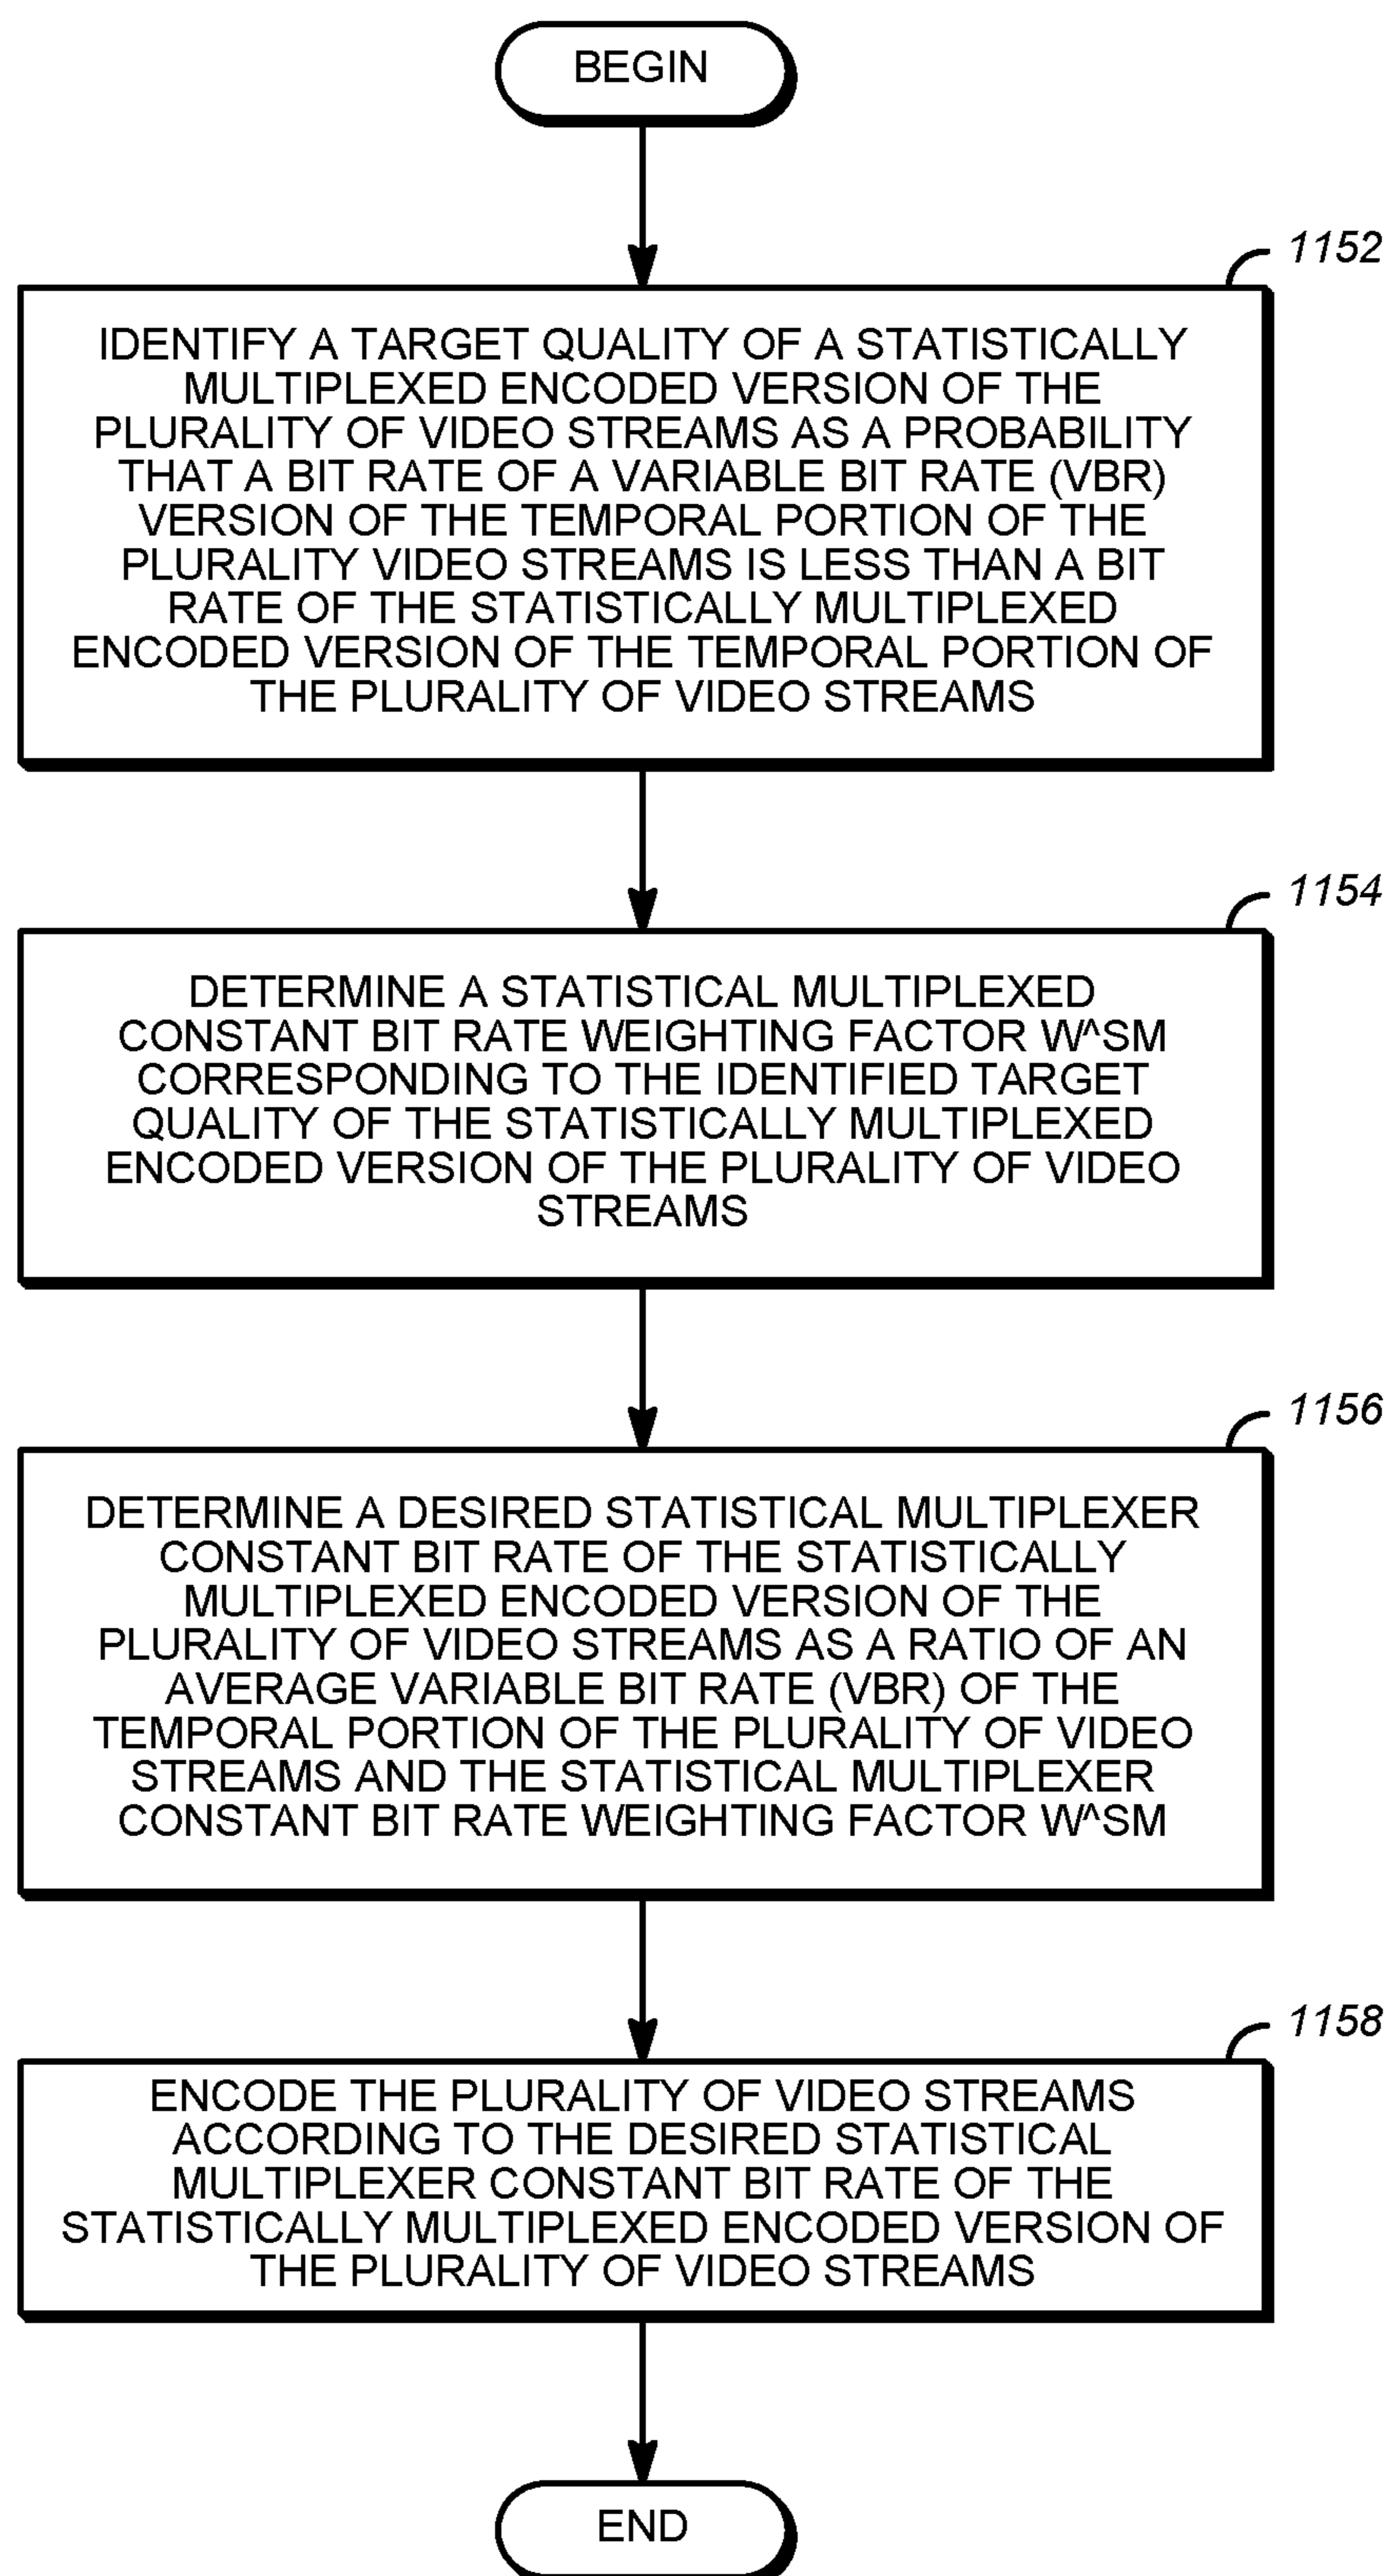 BEGIN
1152
IDENTIFY A TARGET QUALITY OF A STATISTICALLY
MULTIPLEXED ENCODED VERSION OF THE
PLURALITY OF VIDEO STREAMS AS A PROBABILITY
THAT A BIT RATE OF A VARIABLE BIT RATE (VBR)
VERSION OF THE TEMPORAL PORTION OF THE
PLURALITY VIDEO STREAMS IS LESS THAN A BIT
RATE OF THE STATISTICALLY MULTIPLEXED
ENCODED VERSION OF THE TEMPORAL PORTION OF
THE PLURALITY OF VIDEO STREAMS
1154
DETERMINE A STATISTICAL MULTIPLEXED
CONSTANT BIT RATE WEIGHTING FACTOR W^SM
CORRESPONDING TO THE IDENTIFIED TARGET
QUALITY OF THE STATISTICALLY MULTIPLEXED
ENCODED VERSION OF THE PLURALITY OF VIDEO
STREAMS
1156
DETERMINE A DESIRED STATISTICAL MULTIPLEXER
CONSTANT BIT RATE OF THE STATISTICALLY
MULTIPLEXED ENCODED VERSION OF THE
PLURALITY OF VIDEO STREAMS AS A RATIO OF AN
AVERAGE VARIABLE BIT RATE (VBR) OF THE
TEMPORAL PORTION OF THE PLURALITY OF VIDEO
STREAMS AND THE STATISTICAL MULTIPLEXER
CONSTANT BIT RATE WEIGHTING FACTOR W^SM
1158
ENCODE THE PLURALITY OF VIDEO STREAMS
ACCORDING TO THE DESIRED STATISTICAL
MULTIPLEXER CONSTANT BIT RATE OF THE
STATISTICALLY MULTIPLEXED ENCODED VERSION OF
THE PLURALITY OF VIDEO STREAMS
END